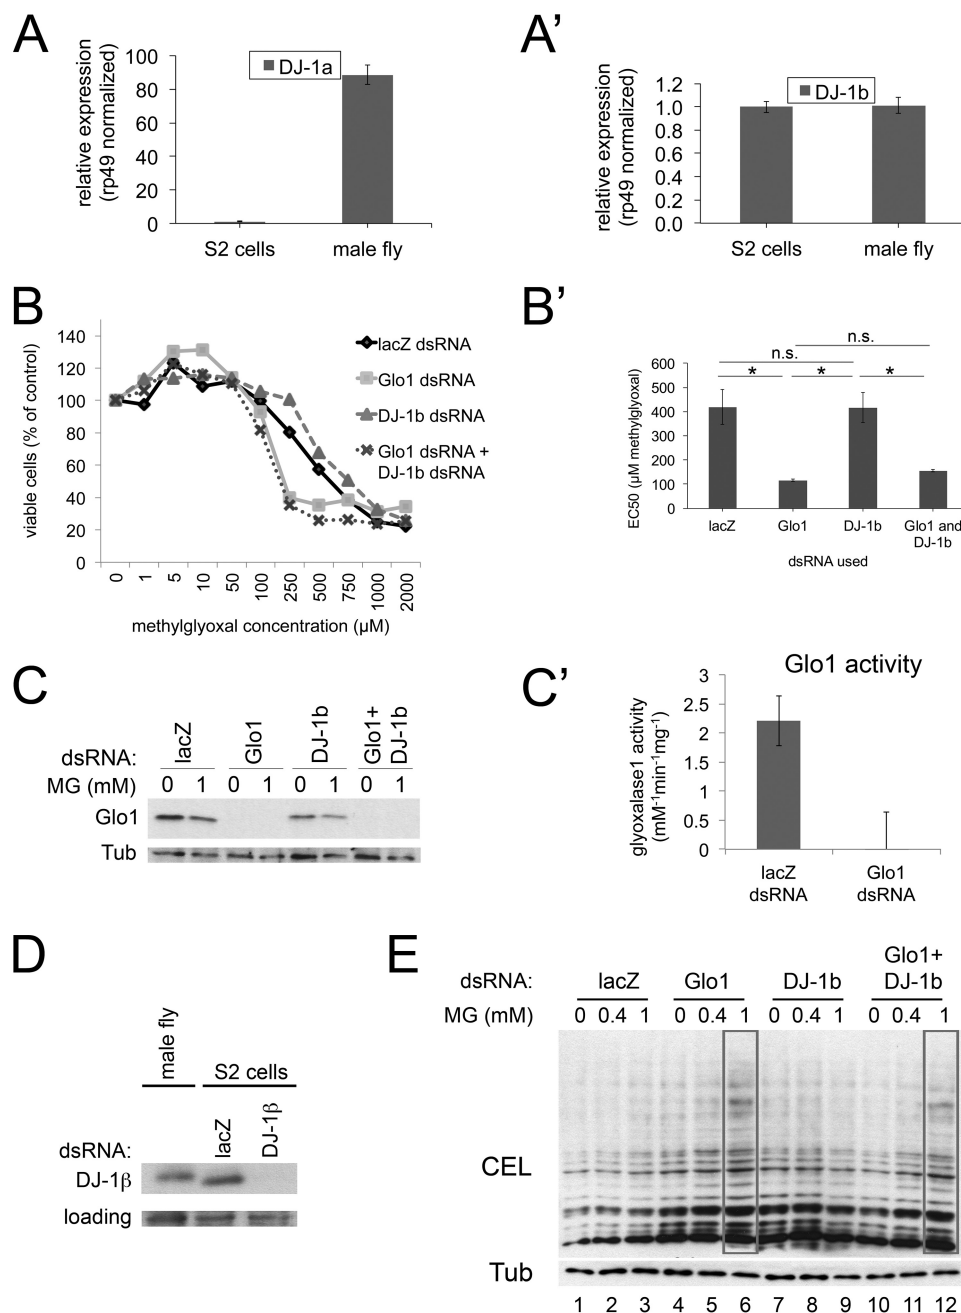 A
relative expression
(rp49 normalized)
100
80
60
40
20
0
DJ-1a
S2 cells
male fly
A'
relative expression
(rp49 normalized)
1.2
1.0
0.8
0.6
0.4
0.2
0.0
DJ-1b
S2 cells
male fly
B
viable cells (% of control)
140
120
100
80
60
40
20
0
lacZ dsRNA
Glo1 dsRNA
DJ-1b dsRNA
Glo1 dsRNA +
DJ-1b dsRNA
0 1 5 10 50 100 250 500 750 1000 2000
methylglyoxal concentration (µM)
B'
EC50 (µM methylglyoxal)
600
500
400
300
200
100
0
n.s.
n.s.
* * *
lacZ
Glo1
DJ-1b
Glo1 and
DJ-1b
dsRNA used
C
dsRNA:
lacZ
Glo1
DJ-1b
Glo1+
DJ-1b
MG (mM) 0 1 0 1 0 1 0 1
Glo1
Tub
C'
Glo1 activity
glyoxalase1 activity
(mM⁻¹min⁻¹mg⁻¹)
3
2.5
2
1.5
1
0.5
0
lacZ
dsRNA
Glo1
dsRNA
D
male fly
S2 cells
dsRNA:
lacZ
DJ-1β
DJ-1β
loading
E
dsRNA:
lacZ
Glo1
DJ-1b
Glo1+
DJ-1b
MG (mM) 0 0.4 1 0 0.4 1 0 0.4 1 0 0.4 1
CEL
Tub
1 2 3 4 5 6 7 8 9 10 11 12